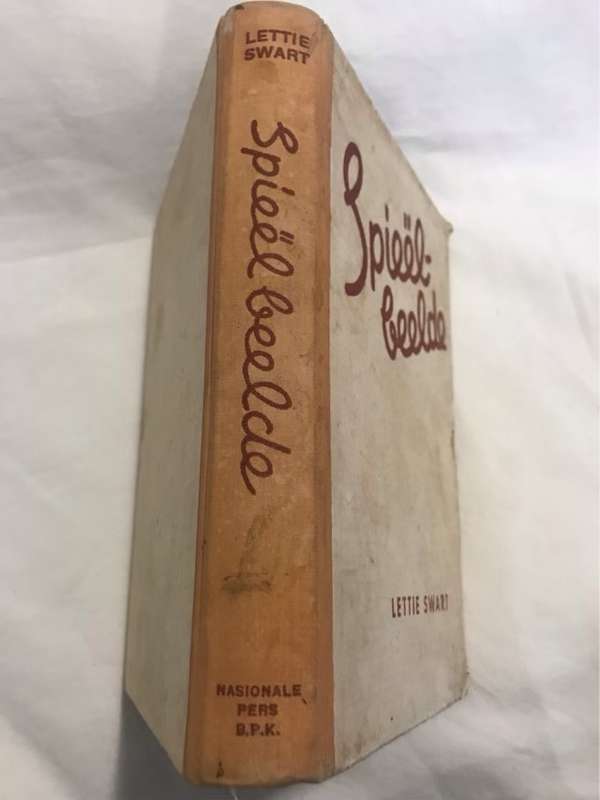 LETTIE
SWART
Spieël beelde
NASIONALE
PERS
B.P.K.
Spieël-
beelde
LETTIE SWART